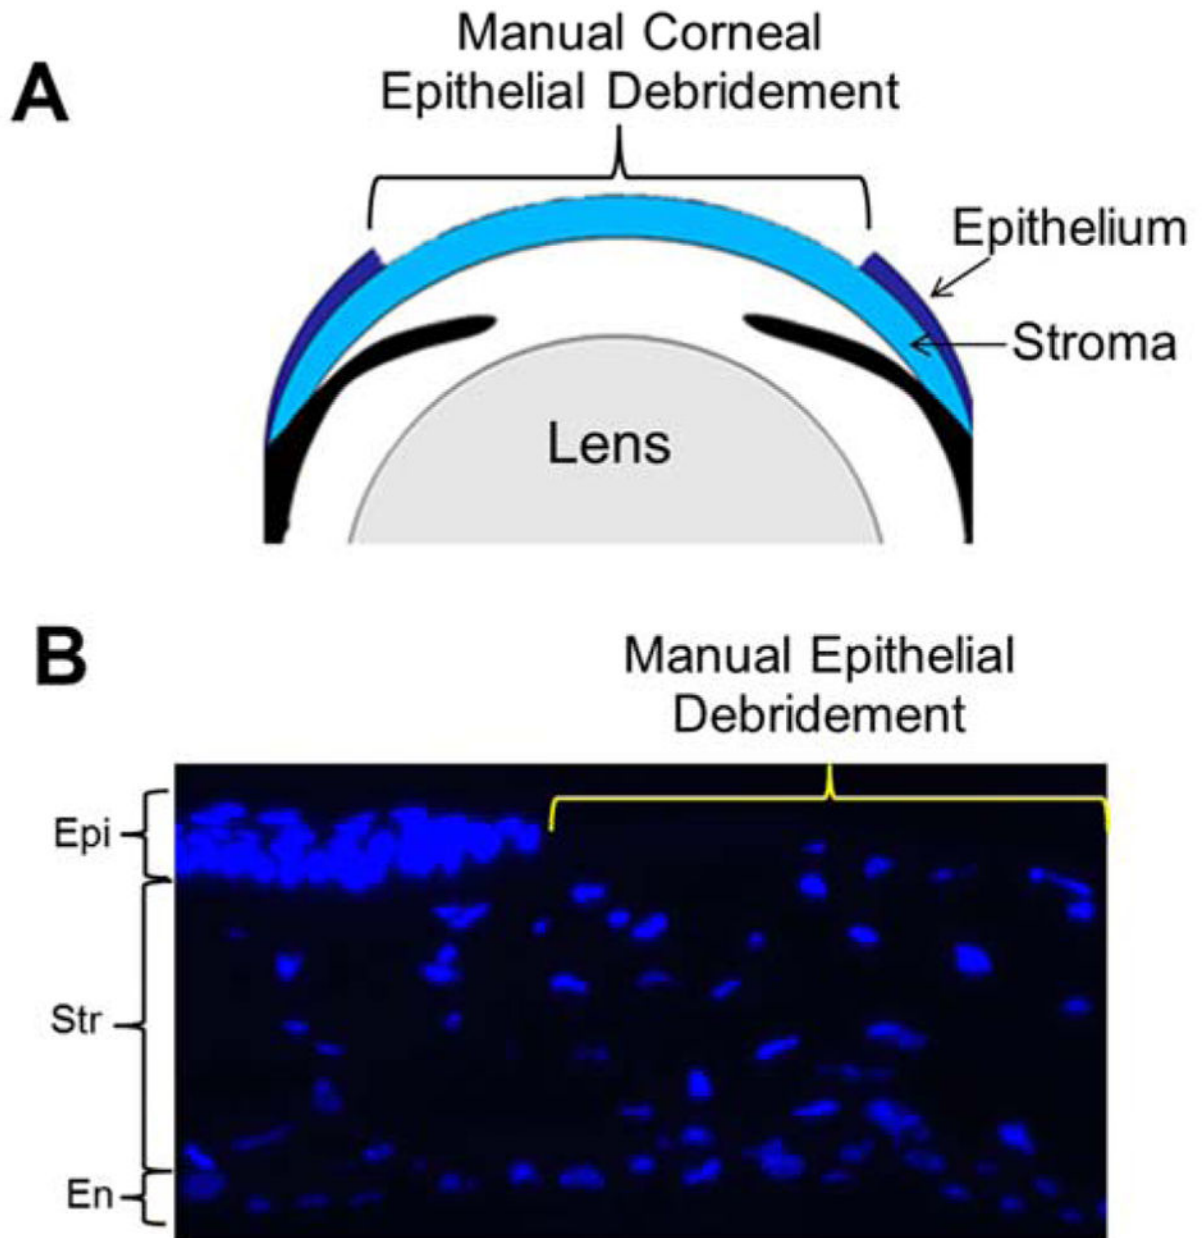 A
Manual Corneal
Epithelial Debridement
Epithelium
Stroma
Lens
B
Manual Epithelial
Debridement
Epi
Str
En